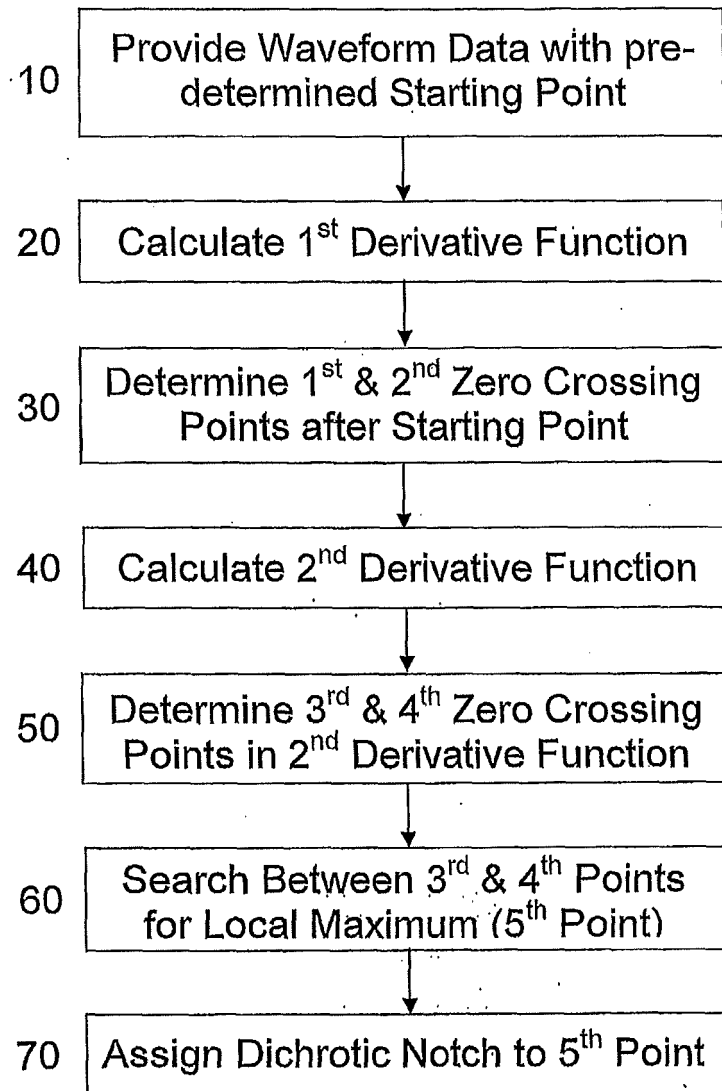 10
Provide Waveform Data with pre-
determined Starting Point
20
Calculate 1st Derivative Function
30
Determine 1st & 2nd Zero Crossing
Points after Starting Point
40
Calculate 2nd Derivative Function
50
Determine 3rd & 4th Zero Crossing
Points in 2nd Derivative Function
60
Search Between 3rd & 4th Points
for Local Maximum (5th Point)
70
Assign Dichrotic Notch to 5th Point